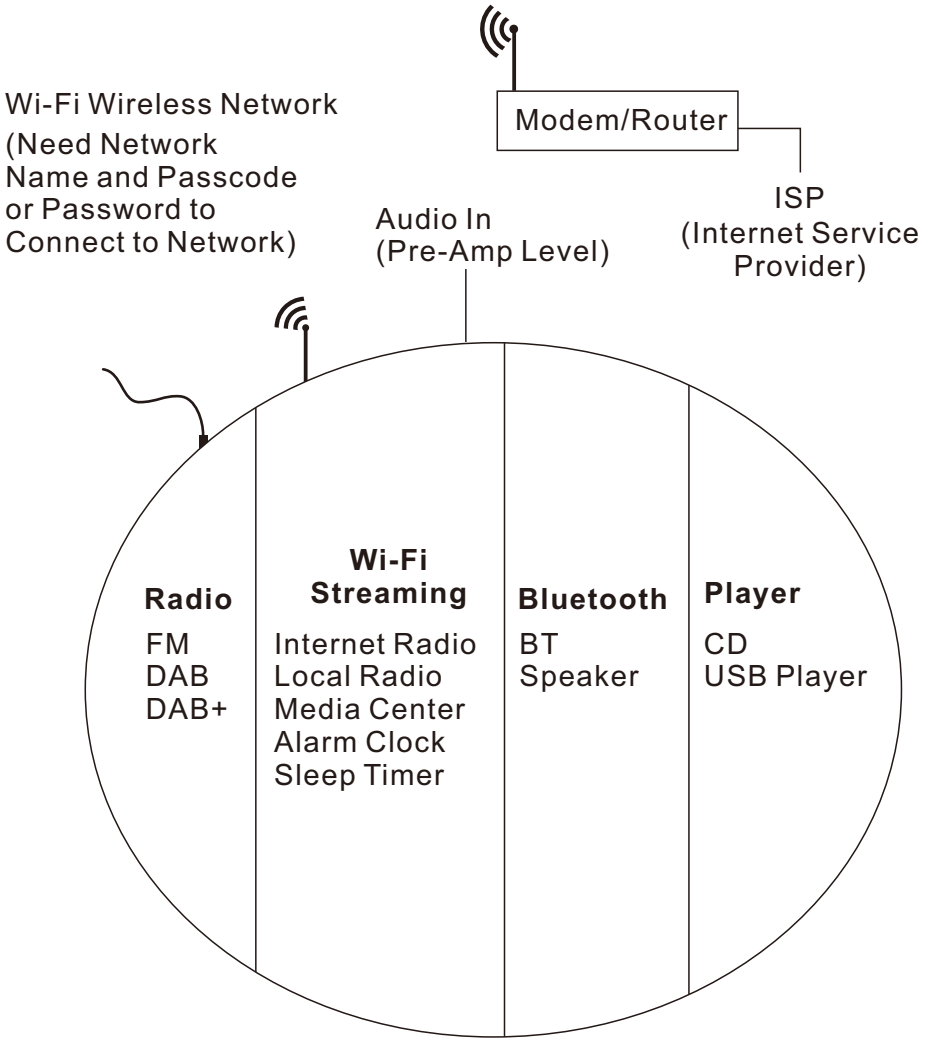 Wi-Fi Wireless Network
(Need Network
Name and Passcode
or Password to
Connect to Network)
Modem/Router
ISP
(Internet Service
Provider)
Audio In
(Pre-Amp Level)
Radio
FM
DAB
DAB+
Wi-Fi
Streaming
Internet Radio
Local Radio
Media Center
Alarm Clock
Sleep Timer
Bluetooth
BT
Speaker
Player
CD
USB Player